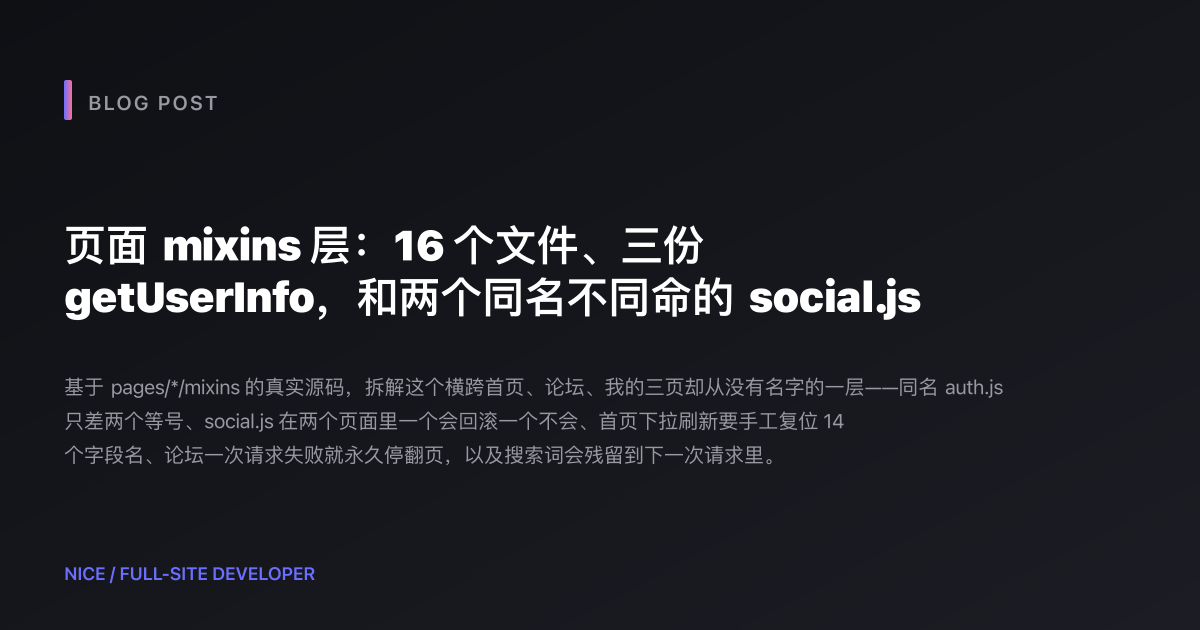 BLOG POST
页面 mixins 层：16 个文件、三份
getUserInfo，和两个同名不同命的 social.js
基于 pages/*/mixins 的真实源码，拆解这个横跨首页、论坛、我的三页却从没有名字的一层——同名 auth.js
只差两个等号、social.js 在两个页面里一个会回滚一个不会、首页下拉刷新要手工复位 14
个字段名、论坛一次请求失败就永久停翻页，以及搜索词会残留到下一次请求里。
NICE / FULL-SITE DEVELOPER